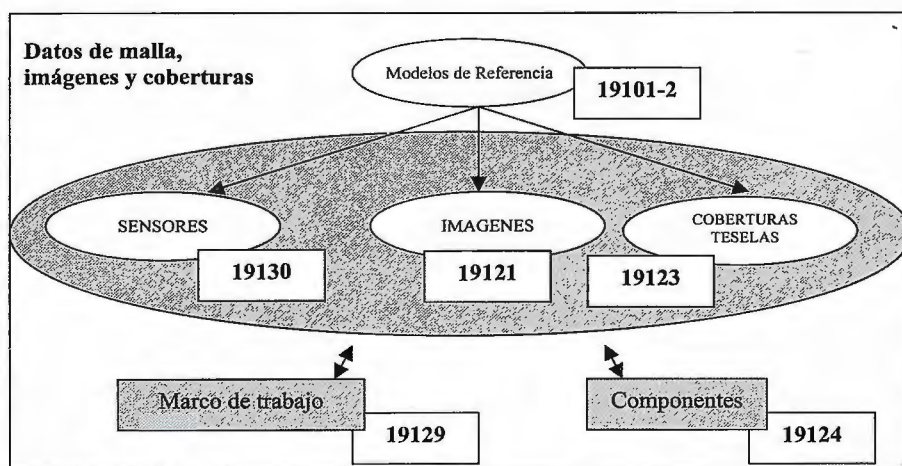 Datos de malla,
imágenes y coberturas
Modelos de Referencia
19101-2
SENSORES
IMAGENES
COBERTURAS
TESELAS
19130
19121
19123
Marco de trabajo
Componentes
19129
19124